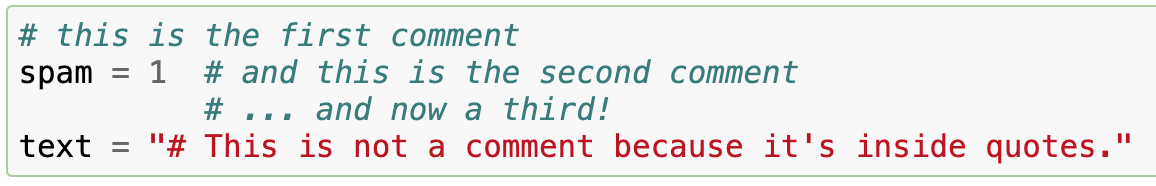 # this is the first comment
spam = 1  # and this is the second comment
          # ... and now a third!
text = "# This is not a comment because it's inside quotes."